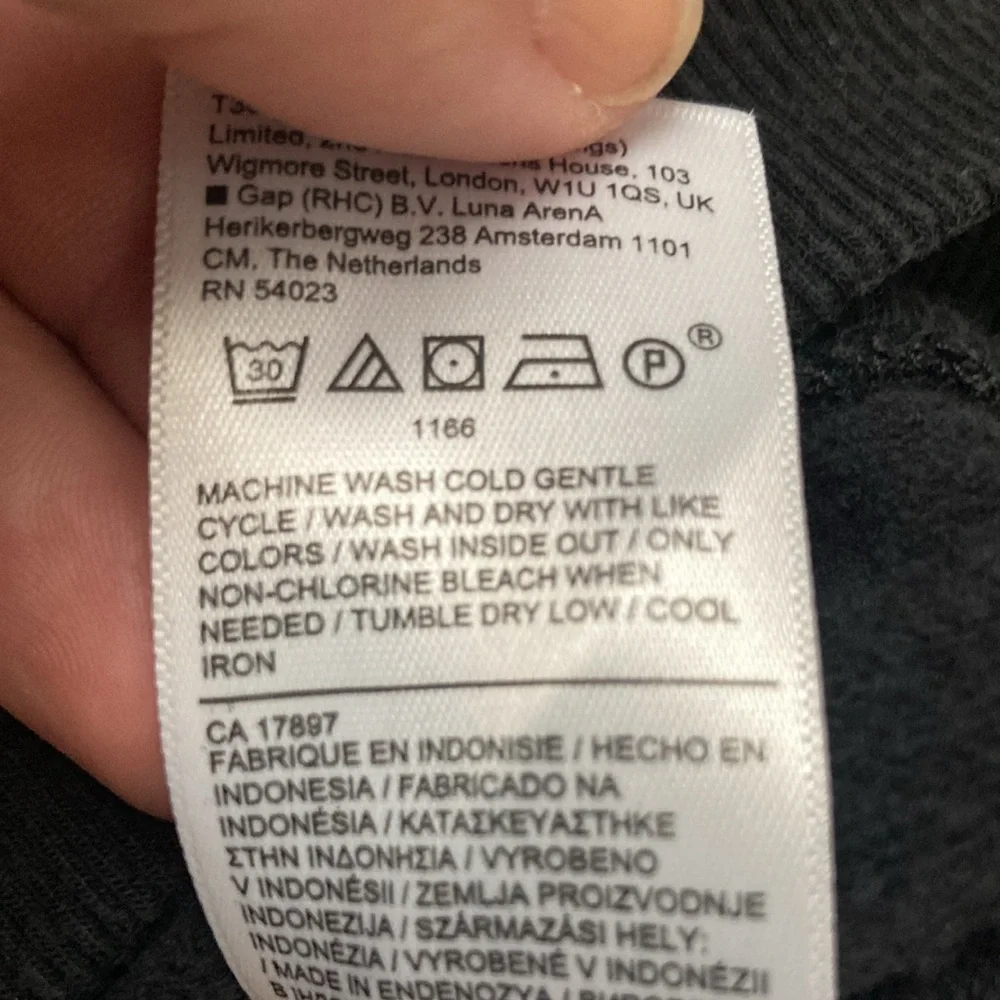 Limited,
gs)
House, 103
Wigmore Street, London, W1U 1QS, UK
■ Gap (RHC) B.V. Luna ArenA
Herikerbergweg 238 Amsterdam 1101
CM, The Netherlands
RN 54023
30 P ®
1166
MACHINE WASH COLD GENTLE
CYCLE / WASH AND DRY WITH LIKE
COLORS / WASH INSIDE OUT / ONLY
NON-CHLORINE BLEACH WHEN
NEEDED / TUMBLE DRY LOW / COOL
IRON
CA 17897
FABRIQUE EN INDONISIE / HECHO EN
INDONESIA / FABRICADO NA
INDONÉSIA / ΚΑΤΑΣΚΕΥΑΣΤΗΚΕ
ΣΤΗΝ ΙΝΔΟΝΗΣΙΑ / VYROBENO
V INDONÉSII / ZEMLJA PROIZVODNJE
INDONEZIJA / SZÁRMAZÁSI HELY:
INDONÉZIA / VYROBENÉ V INDONÉZII
/ MADE IN ENDENOZYA /